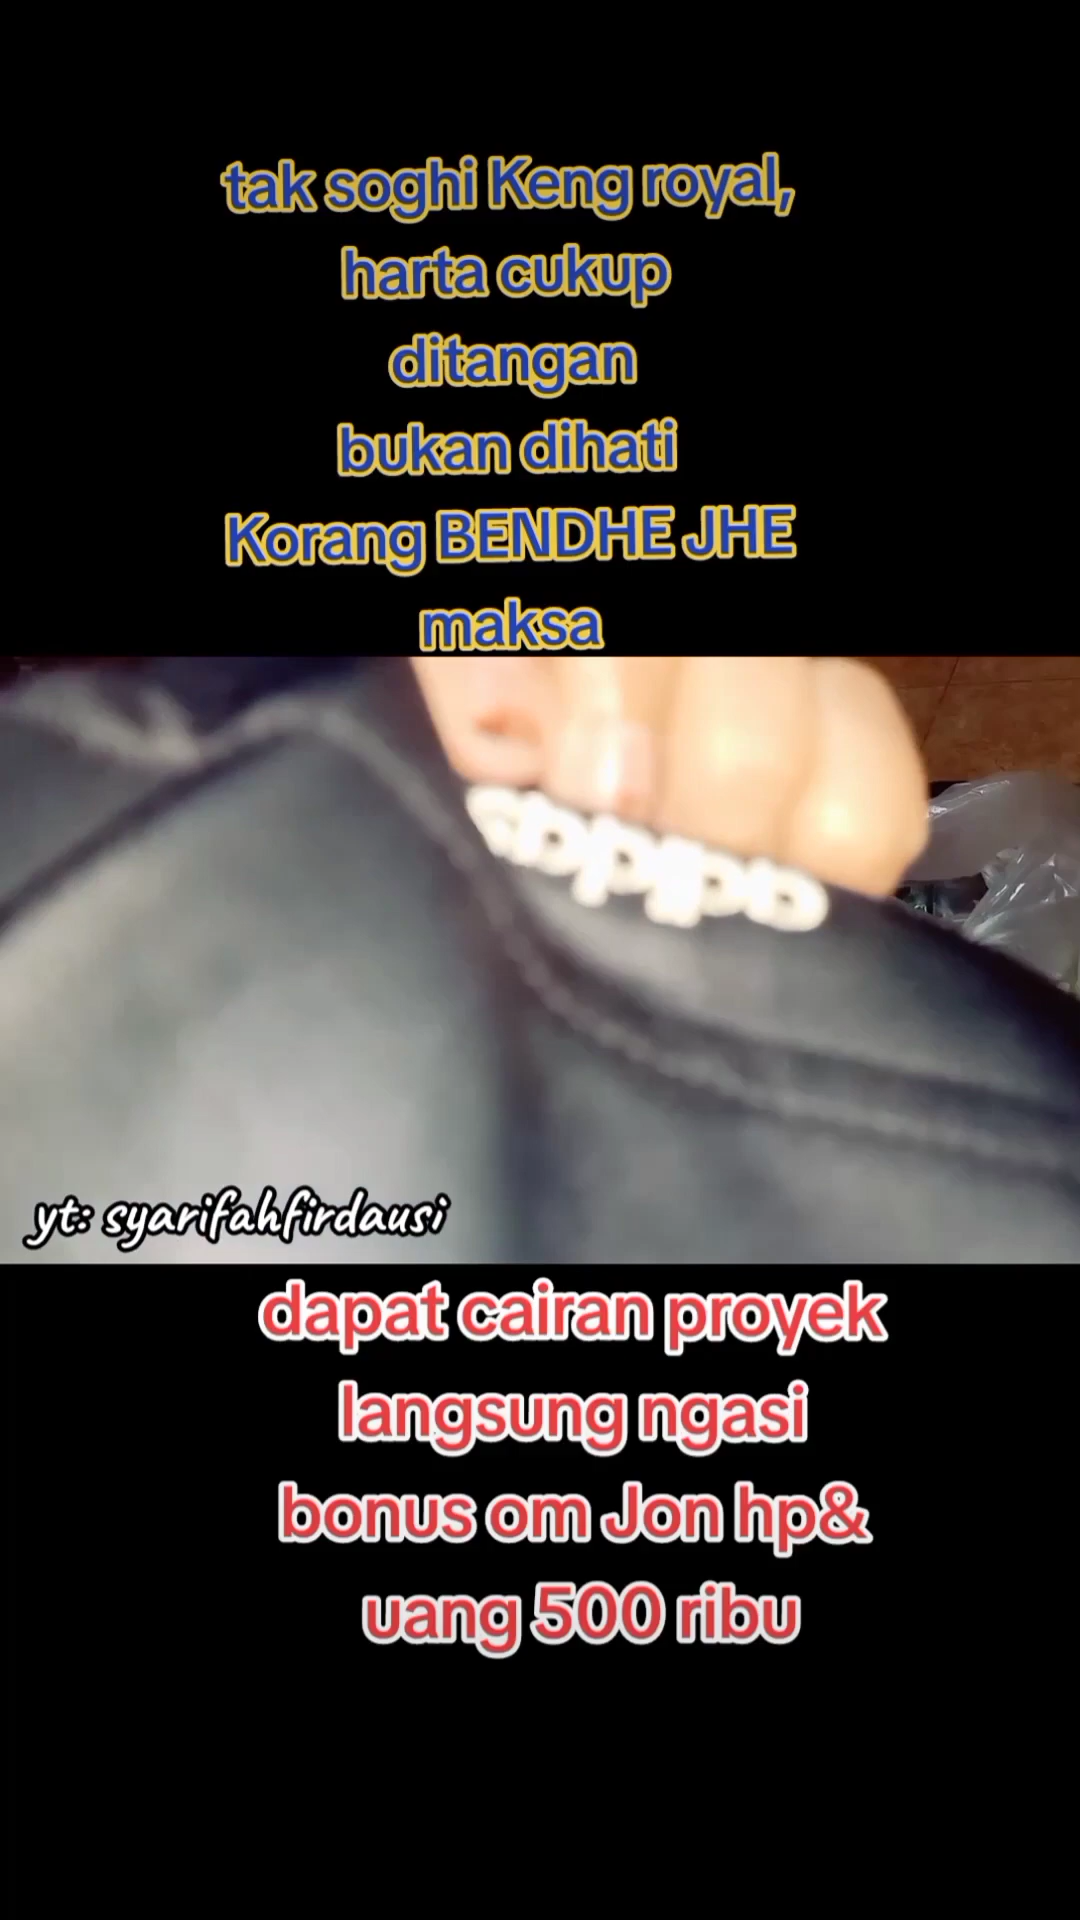 tak soghi Keng royal,
harta cukup
ditangan
bukan dihati
Korang BENDHE JHE
maksa
yt: syarifahfirdausi
dapat cairan proyek
langsung ngasi
bonus om Jon hp&
uang 500 ribu